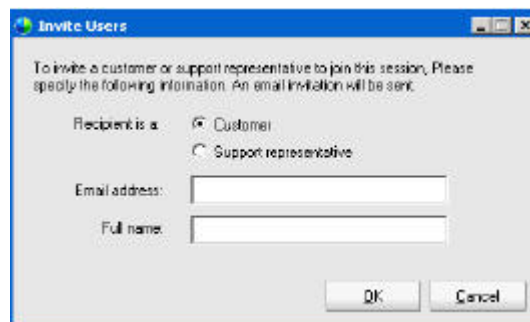 Invite Users
To invite a customer or support representative to join this session, Please
specify the following information. An email invitation will be sent.
Recipient is a:
Customer
Support representative
Email address:
Full name:
OK
Cancel